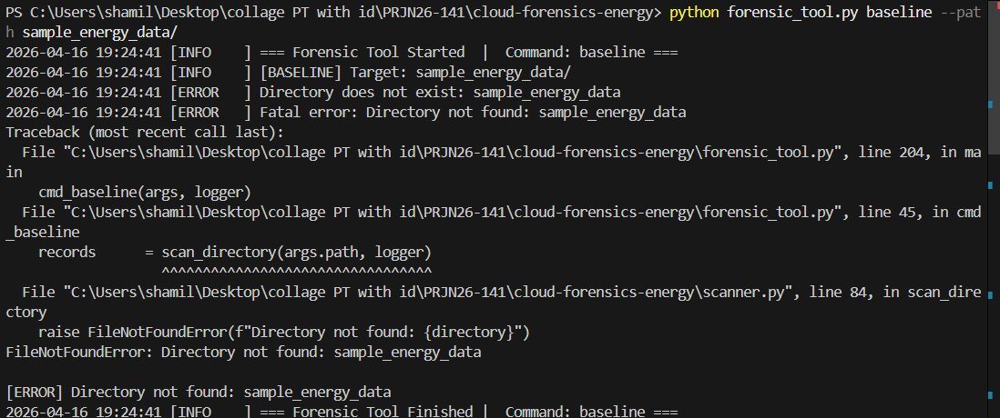 PS C:\Users\shamil\Desktop\collage PT with id\PRJN26-141\cloud-forensics-energy> python forensic_tool.py baseline --pat
h sample_energy_data/
2026-04-16 19:24:41 [INFO    ] === Forensic Tool Started  |  Command: baseline ===
2026-04-16 19:24:41 [INFO    ] [BASELINE] Target: sample_energy_data/
2026-04-16 19:24:41 [ERROR   ] Directory does not exist: sample_energy_data
2026-04-16 19:24:41 [ERROR   ] Fatal error: Directory not found: sample_energy_data
Traceback (most recent call last):
  File "C:\Users\shamil\Desktop\collage PT with id\PRJN26-141\cloud-forensics-energy\forensic_tool.py", line 204, in ma
in
    cmd_baseline(args, logger)
  File "C:\Users\shamil\Desktop\collage PT with id\PRJN26-141\cloud-forensics-energy\forensic_tool.py", line 45, in cmd
_baseline
    records      = scan_directory(args.path, logger)
                   ^^^^^^^^^^^^^^^^^^^^^^^^^^^^^^^^^
  File "C:\Users\shamil\Desktop\collage PT with id\PRJN26-141\cloud-forensics-energy\scanner.py", line 84, in scan_dire
ctory
    raise FileNotFoundError(f"Directory not found: {directory}")
FileNotFoundError: Directory not found: sample_energy_data

[ERROR] Directory not found: sample_energy_data
2026-04-16 19:24:41 [INFO    ] === Forensic Tool Finished |  Command: baseline ===